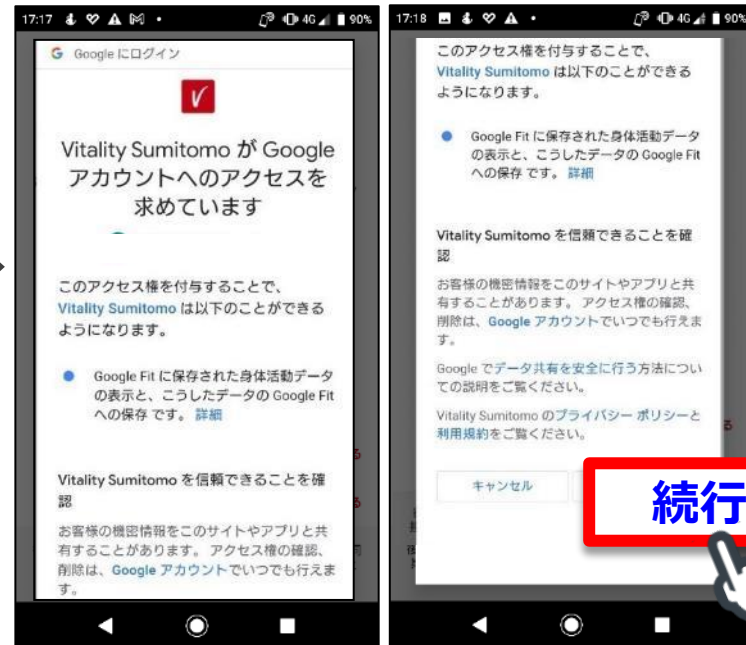 17:17
4G 90%
Google にログイン
Vitality Sumitomo が Google
アカウントへのアクセスを
求めています
このアクセス権を付与することで、
Vitality Sumitomo は以下のことができる
ようになります。
Google Fit に保存された身体活動データ
の表示と、こうしたデータの Google Fit
への保存 です。 詳細
Vitality Sumitomo を信頼できることを確
認
お客様の機密情報をこのサイトやアプリと共
有することがあります。 アクセス権の確認、
削除は、Google アカウントでいつでも行えま
す。
17:18
4G 90%
このアクセス権を付与することで、
Vitality Sumitomo は以下のことができる
ようになります。
Google Fit に保存された身体活動データ
の表示と、こうしたデータの Google Fit
への保存 です。 詳細
Vitality Sumitomo を信頼できることを確
認
お客様の機密情報をこのサイトやアプリと共
有することがあります。 アクセス権の確認、
削除は、Google アカウントでいつでも行えま
す。
Google でデータ共有を安全に行う方法につい
ての説明をご覧ください。
Vitality Sumitomo のプライバシー ポリシーと
利用規約をご覧ください。
キャンセル
続行